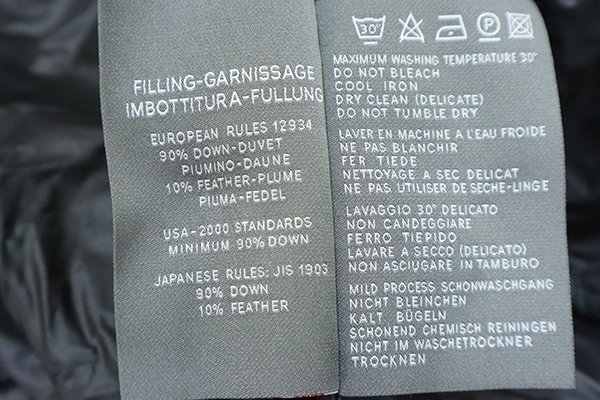 FILLING-GARNISSAGE
IMBOTTITURA-FULLUNG
EUROPEAN RULES 12934
90% DOWN-DUVET
PIUMINO-DAUNE
10% FEATHER-PLUME
PIUMA-FEDEL
USA-2000 STANDARDS
MINIMUM 90% DOWN
JAPANESE RULES: JIS 1903
90% DOWN
10% FEATHER
30°
P
MAXIMUM WASHING TEMPERATURE 30°
DO NOT BLEACH
COOL IRON
DRY CLEAN (DELICATE)
DO NOT TUMBLE DRY
LAVER EN MACHINE A L'EAU FROIDE
NE PAS BLANCHIR
FER TIEDE
NETTOYAGE A SEC DELICAT
NE PAS UTILISER DE SECHE-LINGE
LAVAGGIO 30° DELICATO
NON CANDEGGIARE
FERRO TIEPIDO
LAVARE A SECCO (DELICATO)
NON ASCIUGARE IN TAMBURO
MILD PROCESS SCHONWASCHGANG
NICHT BLEINCHEN
KALT BÜGELN
SCHONEND CHEMISCH REININGEN
NICHT IM WASCHETROCKNER
TROCKNEN